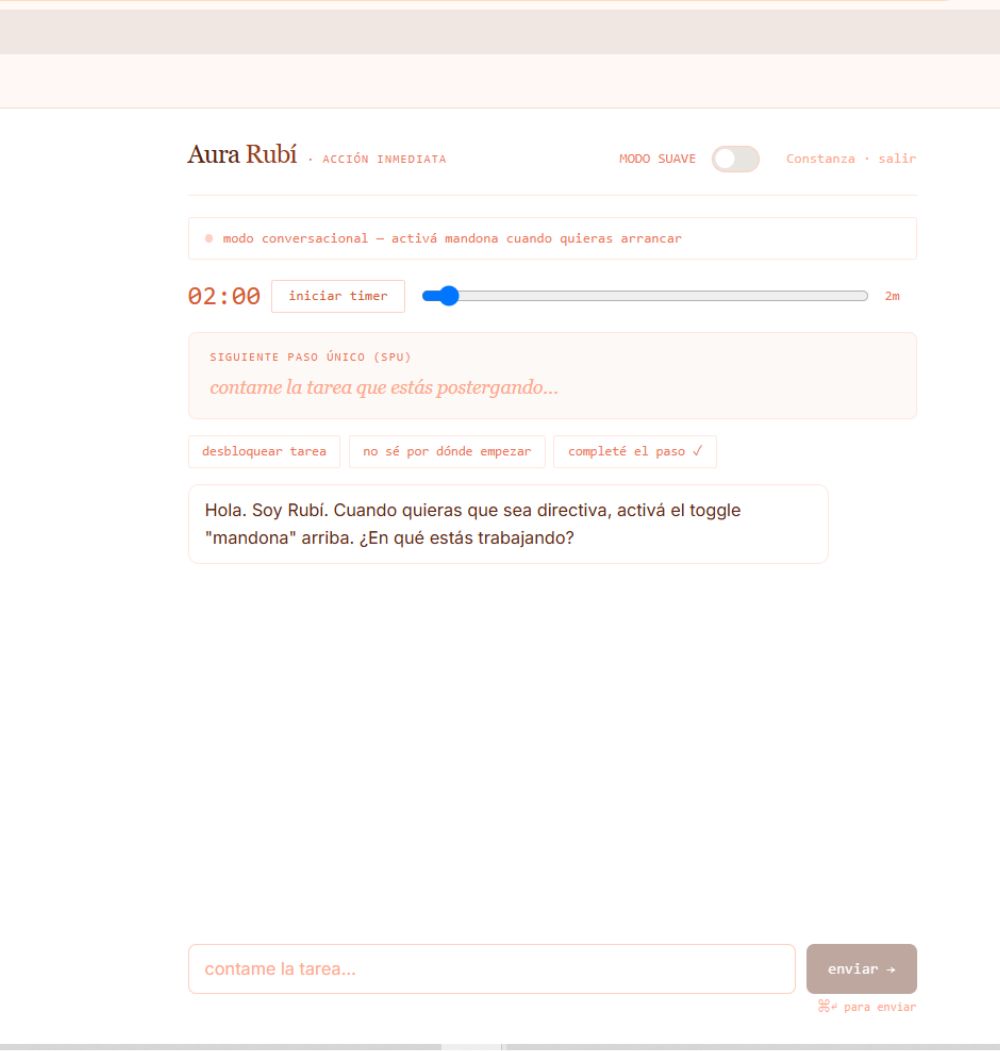 Aura Rubí · ACCIÓN INMEDIATA
MODO SUAVE
Constanza · salir
modo conversacional — activá mandona cuando quieras arrancar
02:00
iniciar timer
2m
SIGUIENTE PASO ÚNICO (SPU)
contame la tarea que estás postergando...
desbloquear tarea
no sé por dónde empezar
completé el paso ✓
Hola. Soy Rubí. Cuando quieras que sea directiva, activá el toggle
"mandona" arriba. ¿En qué estás trabajando?
contame la tarea...
enviar →
⌘↵ para enviar